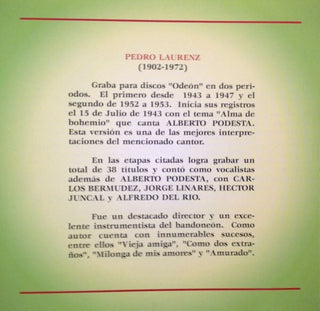 PEDRO LAURENZ
(1902-1972)
Graba para discos "Odeón" en dos perí-
odos. El primero desde 1943 a 1947 y el
segundo de 1952 a 1953. Inicia sus registros
el 15 de Julio de 1943 con el tema "Alma de
bohemio" que canta ALBERTO PODESTA.
Esta versión es una de las mejores interpre-
taciones del mencionado cantor.
En las etapas citadas logra grabar un
total de 38 títulos y contó como vocalistas
además de ALBERTO PODESTA, con CAR-
LOS BERMUDEZ, JORGE LINARES, HECTOR
JUNCAL y ALFREDO DEL RIO.
Fue un destacado director y un exce-
lente instrumentista del bandoneón. Como
autor cuenta con innumerables sucesos,
entre ellos "Vieja amiga", "Como dos extra-
ños", "Milonga de mis amores" y "Amurado".